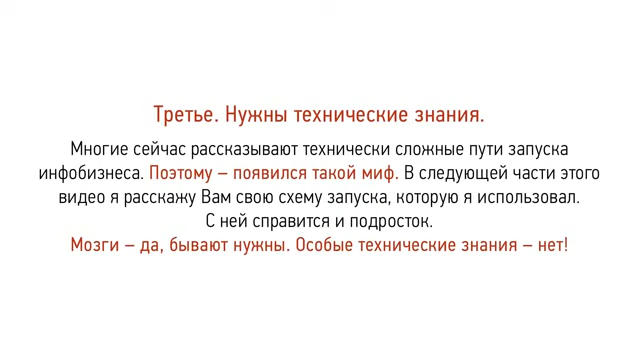 Третье. Нужны технические знания.
Многие сейчас рассказывают технически сложные пути запуска
инфобизнеса. Поэтому – появился такой миф. В следующей части этого
видео я расскажу Вам свою схему запуска, которую я использовал.
С ней справится и подросток.
Мозги – да, бывают нужны. Особые технические знания – нет!